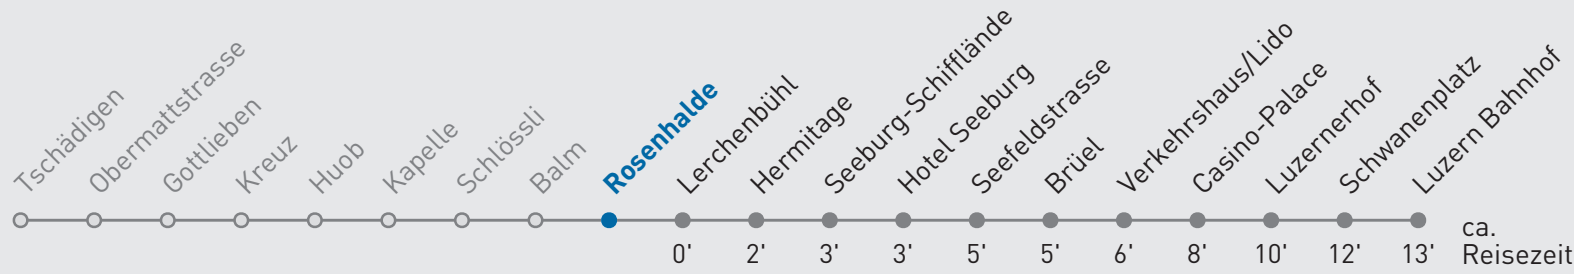 Tschädigen
Obermattstrasse
Gottlieben
Kreuz
Huob
Kapelle
Schlössli
Balm
Rosenhalde
Lerchenbühl
Hermitage
Seeburg-Schifflände
Hotel Seeburg
Seefeldstrasse
Brüel
Verkehrshaus/Lido
Casino-Palace
Luzernerhof
Schwanenplatz
Luzern Bahnhof
0' 2' 3' 3' 5' 5' 6' 8' 10' 12' 13'
ca.
Reisezeit